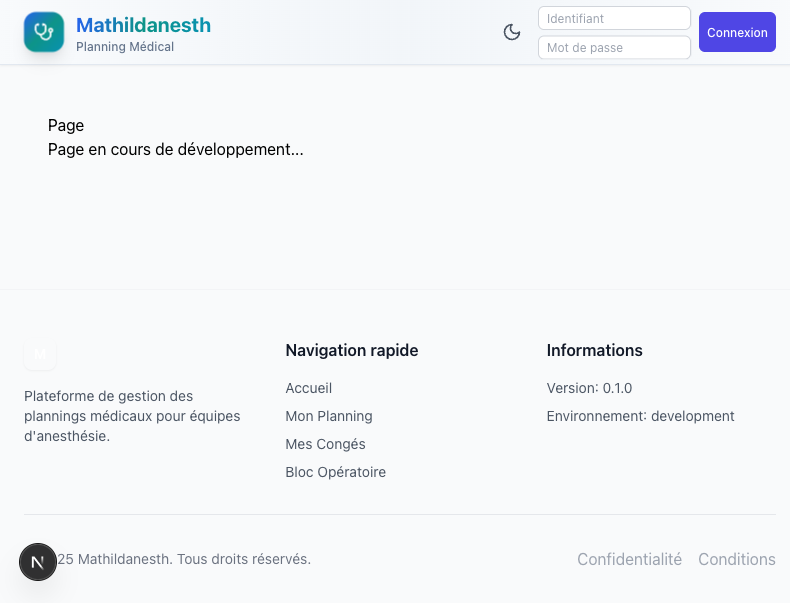 Mathildanesth
Planning Médical
Identifiant
Mot de passe
Connexion
Page
Page en cours de développement...
Plateforme de gestion des
plannings médicaux pour équipes
d'anesthésie.
Navigation rapide
Accueil
Mon Planning
Mes Congés
Bloc Opératoire
Informations
Version: 0.1.0
Environnement: development
N
25 Mathildanesth. Tous droits réservés.
Confidentialité
Conditions